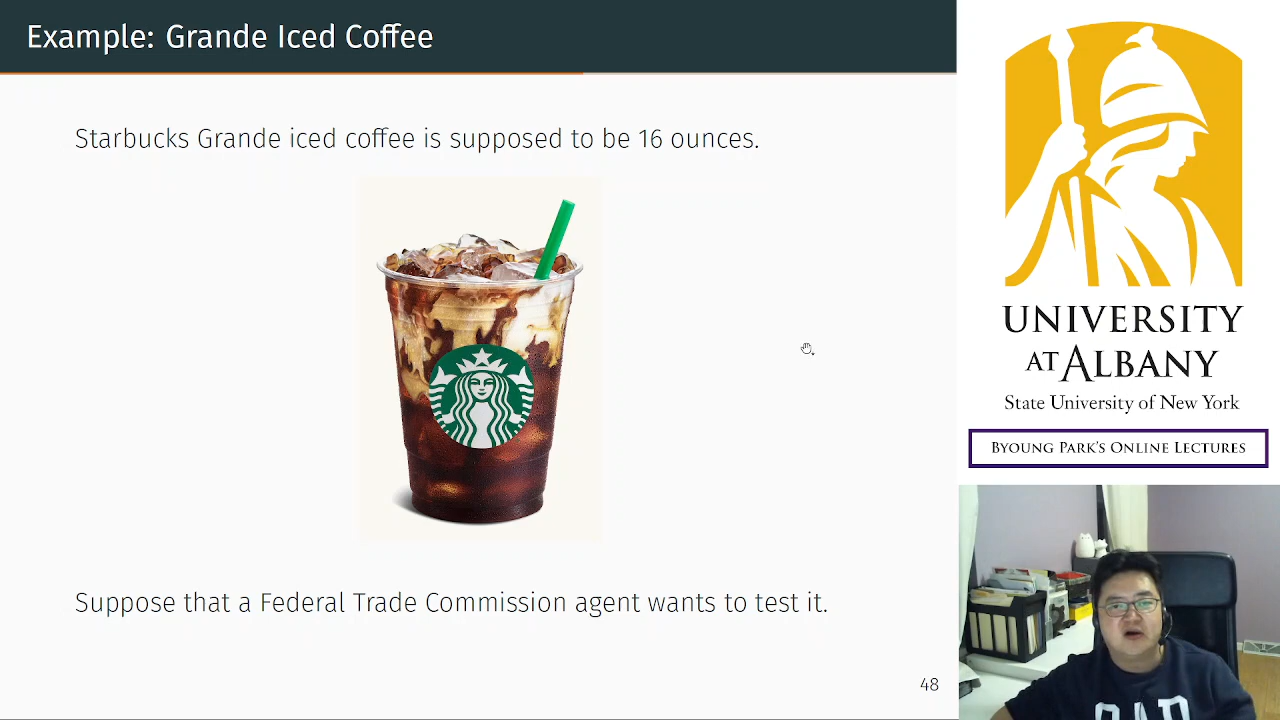 Example: Grande Iced Coffee
Starbucks Grande iced coffee is supposed to be 16 ounces.
Suppose that a Federal Trade Commission agent wants to test it.
48
UNIVERSITY
AT ALBANY
State University of New York
BYOUNG PARK'S ONLINE LECTURES
GAP